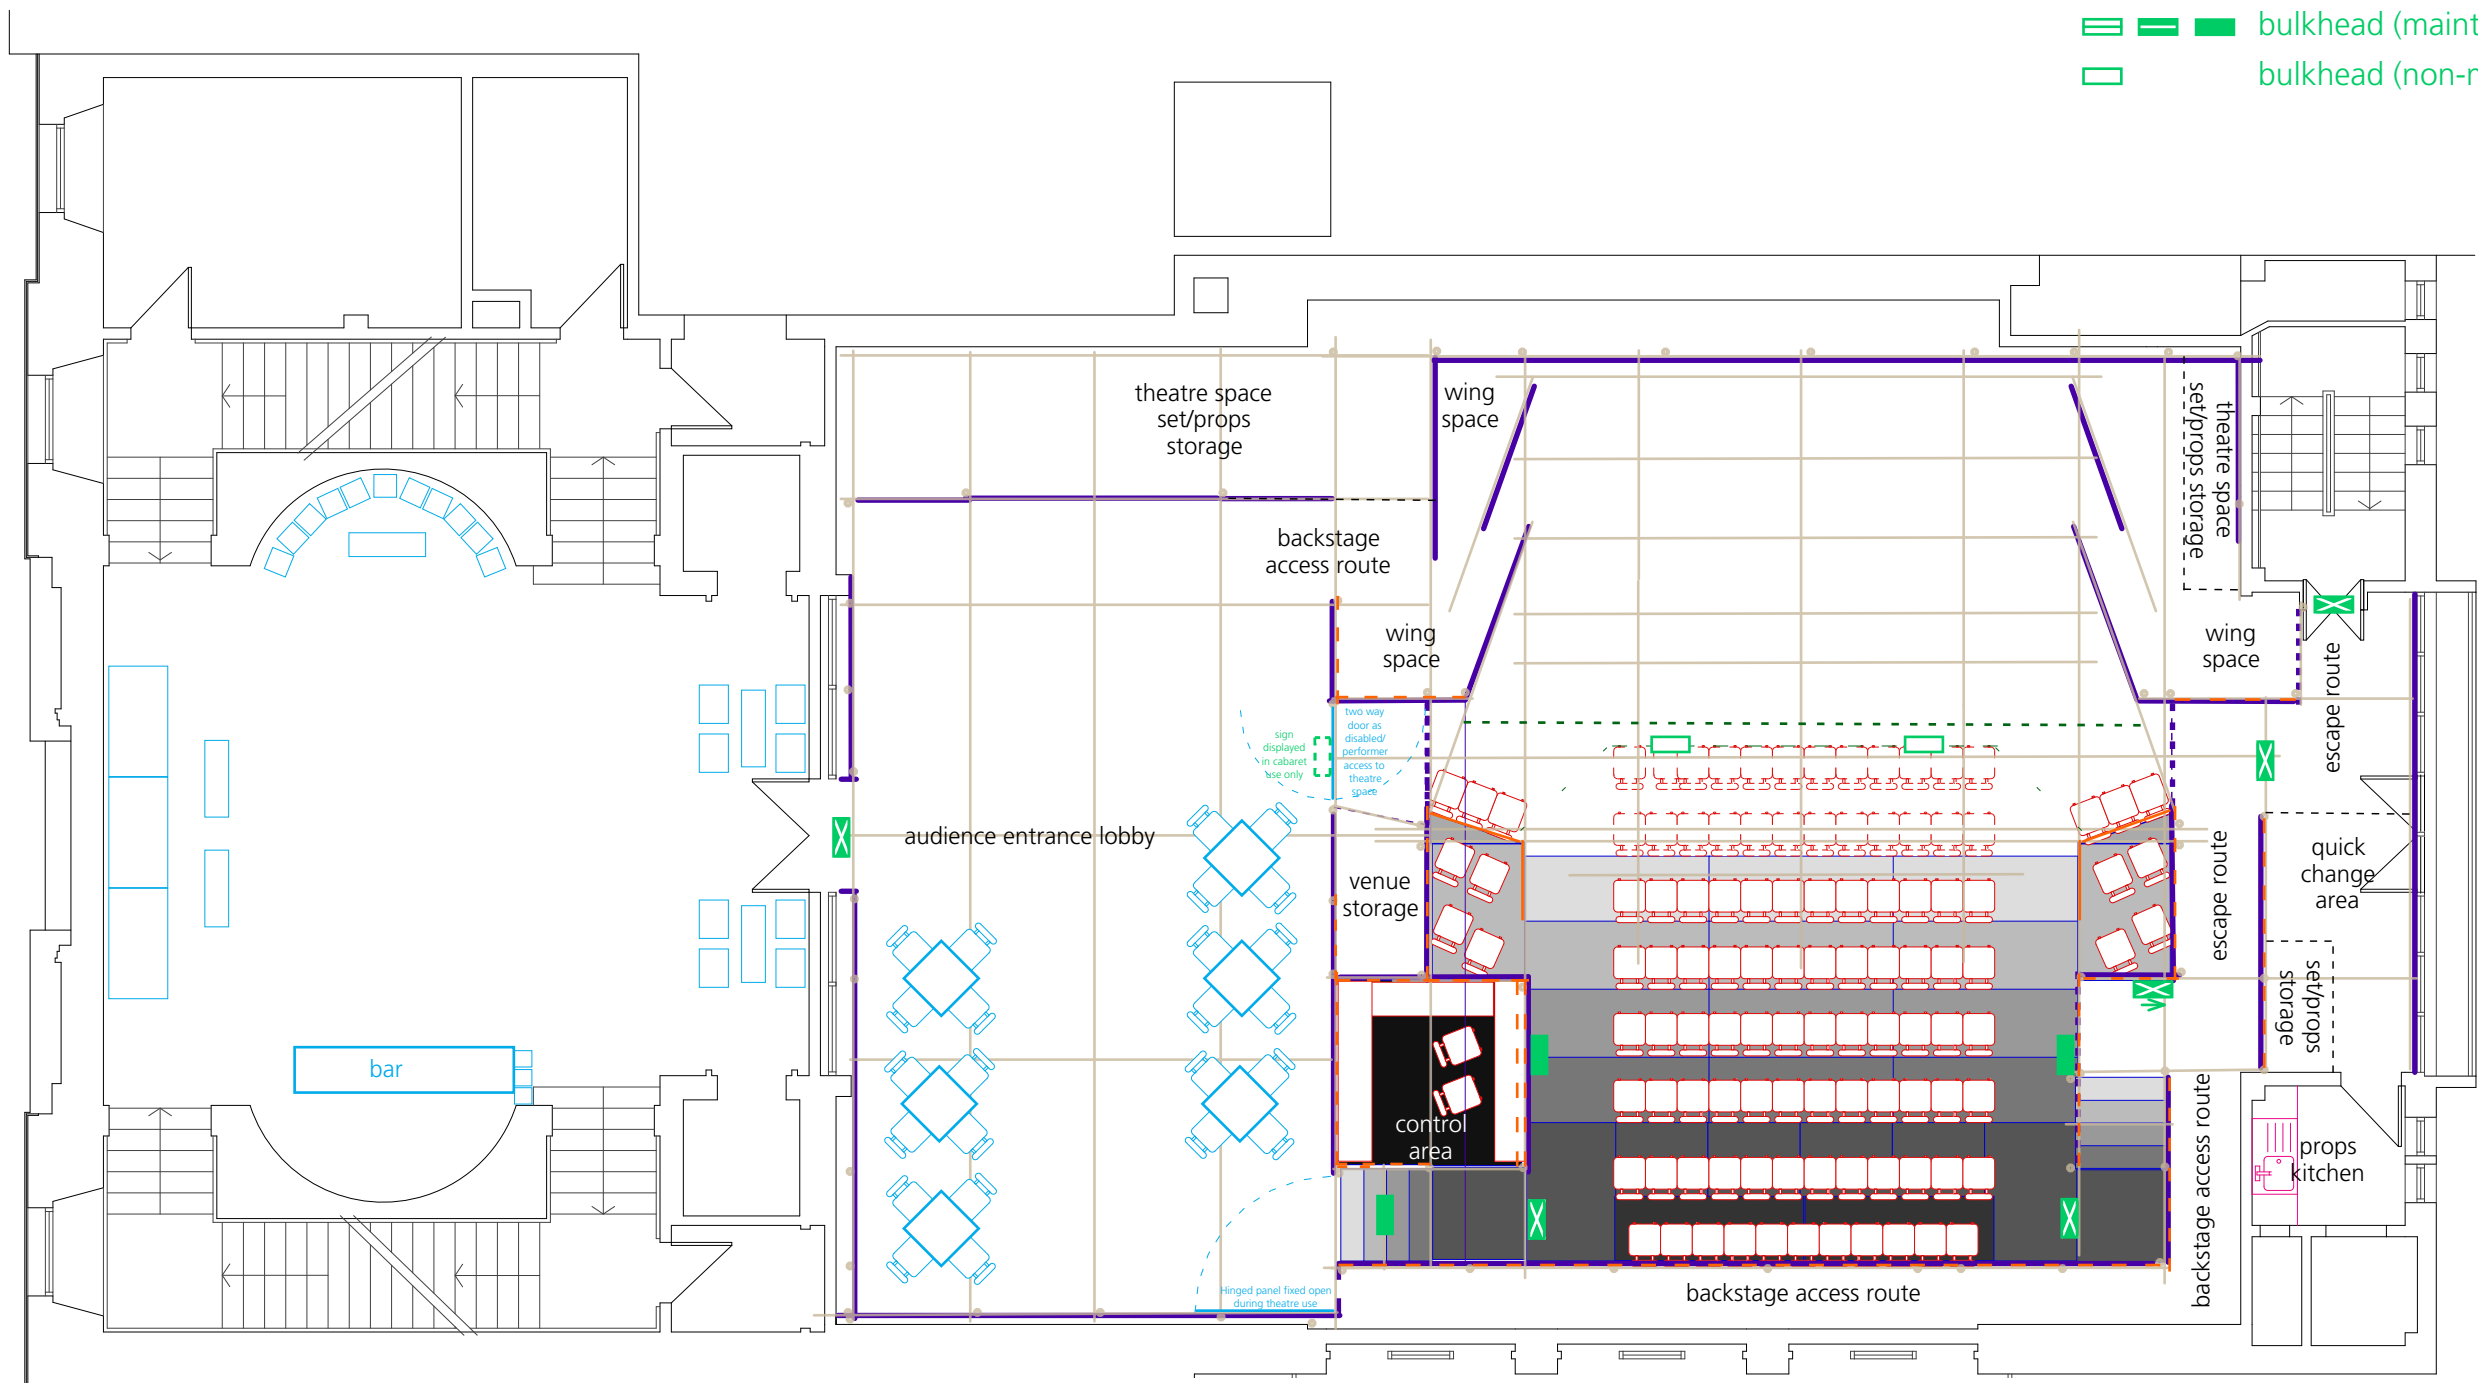 bulkhead (maint
bulkhead (non-m
theatre space
set/props
storage
wing
space
theatre space
set/props storage
backstage
access route
wing
space
wing
space
escape route
sign
displayed
in cabaret
use only
two way
door as
disabled/
performer
access to
theatre
space
audience entrance lobby
venue
storage
escape route
quick
change
area
set/props
storage
bar
control
area
backstage access route
props
kitchen
Hinged panel fixed open
during theatre use
backstage access route